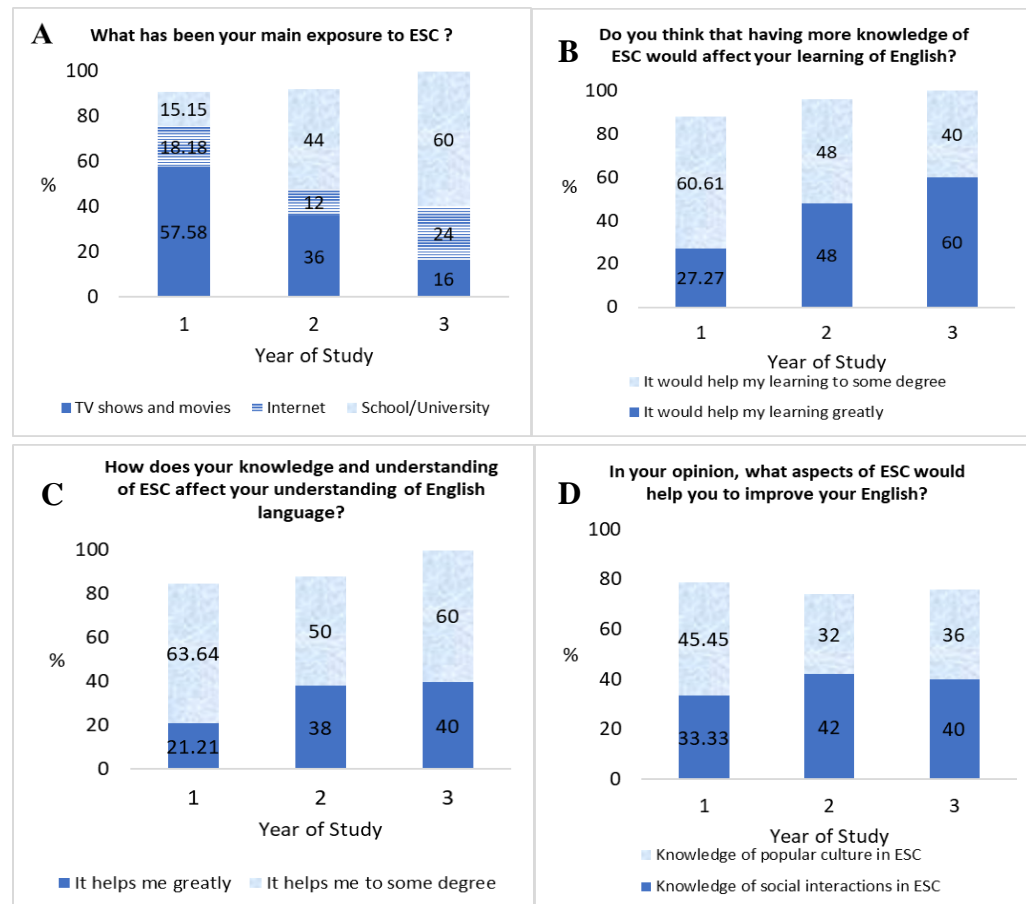 A
What has been your main exposure to ESC ?
100
80
60
40
20
0
%
15.15
18.18
57.58
44
12
36
60
24
16
1 2 3
Year of Study
TV shows and movies Internet School/University
B
Do you think that having more knowledge of
ESC would affect your learning of English?
100
80
60
40
20
0
%
60.61
27.27
48
48
40
60
1 2 3
Year of Study
It would help my learning to some degree
It would help my learning greatly
C
How does your knowledge and understanding
of ESC affect your understanding of English
language?
100
80
60
40
20
0
%
63.64
21.21
50
38
60
40
1 2 3
Year of Study
It helps me greatly It helps me to some degree
D
In your opinion, what aspects of ESC would
help you to improve your English?
100
80
60
40
20
0
%
45.45
33.33
32
42
36
40
1 2 3
Year of Study
Knowledge of popular culture in ESC
Knowledge of social interactions in ESC